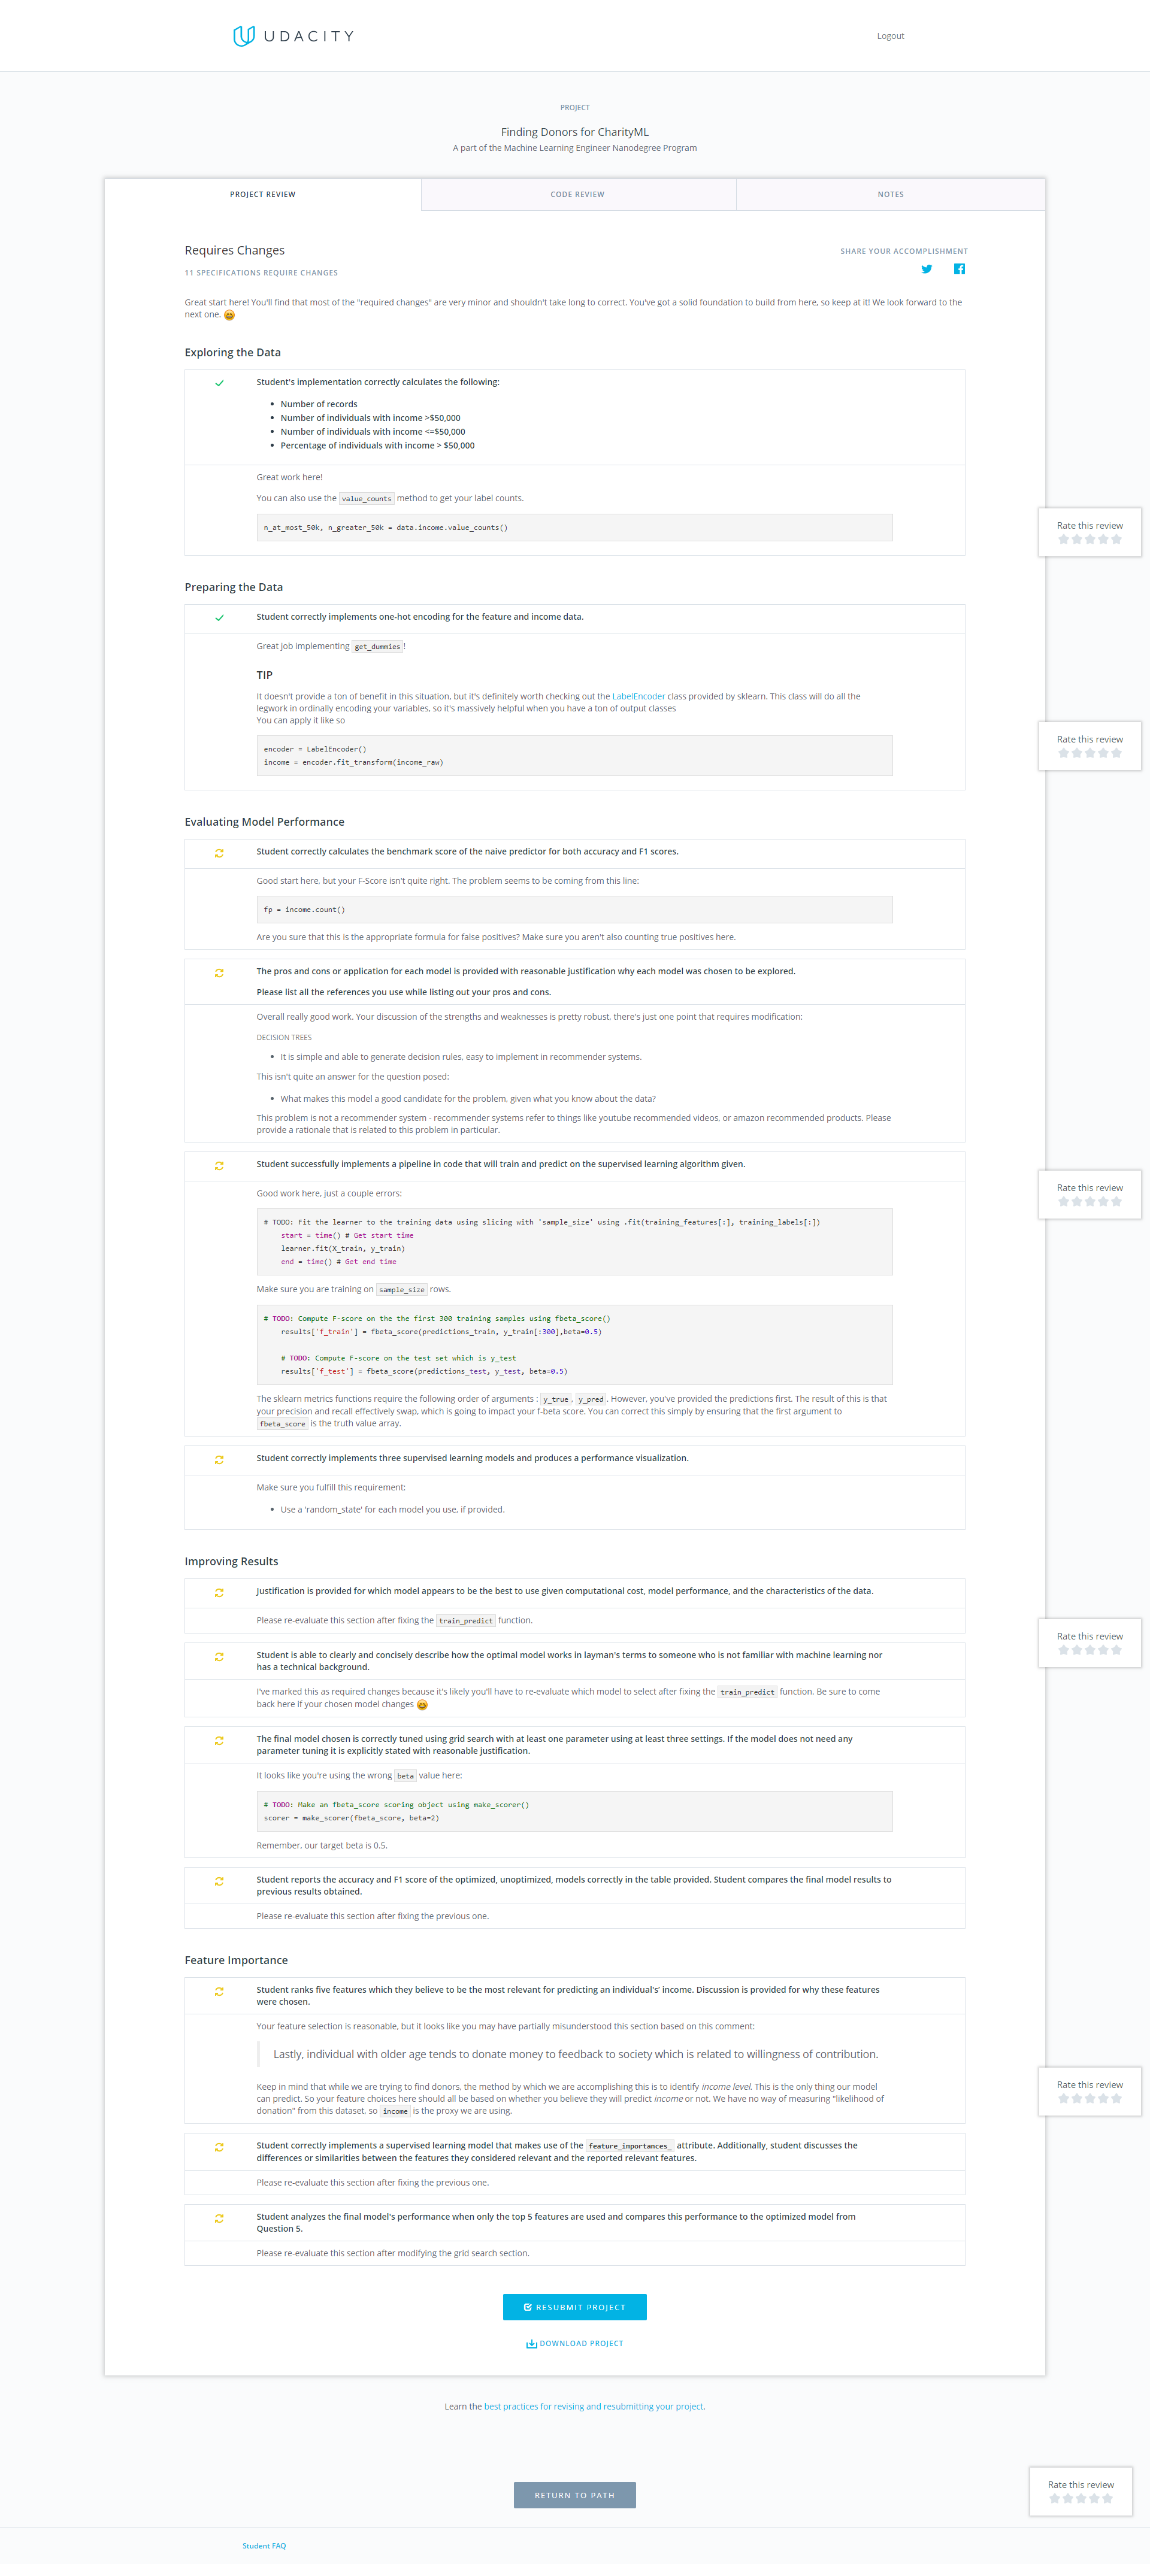 UDACITY
Logout
PROJECT
Finding Donors for CharityML
A part of the Machine Learning Engineer Nanodegree Program
PROJECT REVIEW
CODE REVIEW
NOTES
Requires Changes
SHARE YOUR ACCOMPLISHMENT
11 SPECIFICATIONS REQUIRE CHANGES
Great start here! You'll find that most of the "required changes" are very minor and shouldn't take long to correct. You've got a solid foundation to build from here, so keep at it! We look forward to the
next one.
Exploring the Data
Student's implementation correctly calculates the following:
Number of records
Number of individuals with income >$50,000
Number of individuals with income <=$50,000
Percentage of individuals with income > $50,000
Great work here!
You can also use the value_counts method to get your label counts.
n_at_most_50k, n_greater_50k = data.income.value_counts()
Rate this review
Preparing the Data
Student correctly implements one-hot encoding for the feature and income data.
Great job implementing get_dummies!
TIP
It doesn't provide a ton of benefit in this situation, but it's definitely worth checking out the LabelEncoder class provided by sklearn. This class will do all the
legwork in ordinally encoding your variables, so it's massively helpful when you have a ton of output classes
You can apply it like so
Rate this review
encoder = LabelEncoder()
income = encoder.fit_transform(income_raw)
Evaluating Model Performance
Student correctly calculates the benchmark score of the naive predictor for both accuracy and F1 scores.
Good start here, but your F-Score isn't quite right. The problem seems to be coming from this line:
fp = income.count()
Are you sure that this is the appropriate formula for false positives? Make sure you aren't also counting true positives here.
The pros and cons or application for each model is provided with reasonable justification why each model was chosen to be explored.
Please list all the references you use while listing out your pros and cons.
Overall really good work. Your discussion of the strengths and weaknesses is pretty robust, there's just one point that requires modification:
DECISION TREES
It is simple and able to generate decision rules, easy to implement in recommender systems.
This isn't quite an answer for the question posed:
What makes this model a good candidate for the problem, given what you know about the data?
This problem is not a recommender system - recommender systems refer to things like youtube recommended videos, or amazon recommended products. Please
provide a rationale that is related to this problem in particular.
Student successfully implements a pipeline in code that will train and predict on the supervised learning algorithm given.
Rate this review
Good work here, just a couple errors:
# TODO: Fit the learner to the training data using slicing with 'sample_size' using .fit(training_features[:], training_labels[:])
start = time() # Get start time
learner.fit(X_train, y_train)
end = time() # Get end time
Make sure you are training on sample_size rows.
# TODO: Compute F-score on the the first 300 training samples using fbeta_score()
results['f_train'] = fbeta_score(predictions_train, y_train[:300],beta=0.5)
# TODO: Compute F-score on the test set which is y_test
results['f_test'] = fbeta_score(predictions_test, y_test, beta=0.5)
The sklearn metrics functions require the following order of arguments : y_true, y_pred. However, you've provided the predictions first. The result of this is that
your precision and recall effectively swap, which is going to impact your f-beta score. You can correct this simply by ensuring that the first argument to
fbeta_score is the truth value array.
Student correctly implements three supervised learning models and produces a performance visualization.
Make sure you fulfill this requirement:
Use a 'random_state' for each model you use, if provided.
Improving Results
Justification is provided for which model appears to be the best to use given computational cost, model performance, and the characteristics of the data.
Please re-evaluate this section after fixing the train_predict function.
Rate this review
Student is able to clearly and concisely describe how the optimal model works in layman's terms to someone who is not familiar with machine learning nor
has a technical background.
I've marked this as required changes because it's likely you'll have to re-evaluate which model to select after fixing the train_predict function. Be sure to come
back here if your chosen model changes
The final model chosen is correctly tuned using grid search with at least one parameter using at least three settings. If the model does not need any
parameter tuning it is explicitly stated with reasonable justification.
It looks like you're using the wrong beta value here:
# TODO: Make an fbeta_score scoring object using make_scorer()
scorer = make_scorer(fbeta_score, beta=2)
Remember, our target beta is 0.5.
Student reports the accuracy and F1 score of the optimized, unoptimized, models correctly in the table provided. Student compares the final model results to
previous results obtained.
Please re-evaluate this section after fixing the previous one.
Feature Importance
Student ranks five features which they believe to be the most relevant for predicting an individual's' income. Discussion is provided for why these features
were chosen.
Your feature selection is reasonable, but it looks like you may have partially misunderstood this section based on this comment:
Lastly, individual with older age tends to donate money to feedback to society which is related to willingness of contribution.
Keep in mind that while we are trying to find donors, the method by which we are accomplishing this is to identify income level. This is the only thing our model
can predict. So your feature choices here should all be based on whether you believe they will predict income or not. We have no way of measuring "likelihood of
donation" from this dataset, so income is the proxy we are using.
Rate this review
Student correctly implements a supervised learning model that makes use of the feature_importances_ attribute. Additionally, student discusses the
differences or similarities between the features they considered relevant and the reported relevant features.
Please re-evaluate this section after fixing the previous one.
Student analyzes the final model's performance when only the top 5 features are used and compares this performance to the optimized model from
Question 5.
Please re-evaluate this section after modifying the grid search section.
RESUBMIT PROJECT
DOWNLOAD PROJECT
Learn the best practices for revising and resubmitting your project.
Rate this review
RETURN TO PATH
Student FAQ